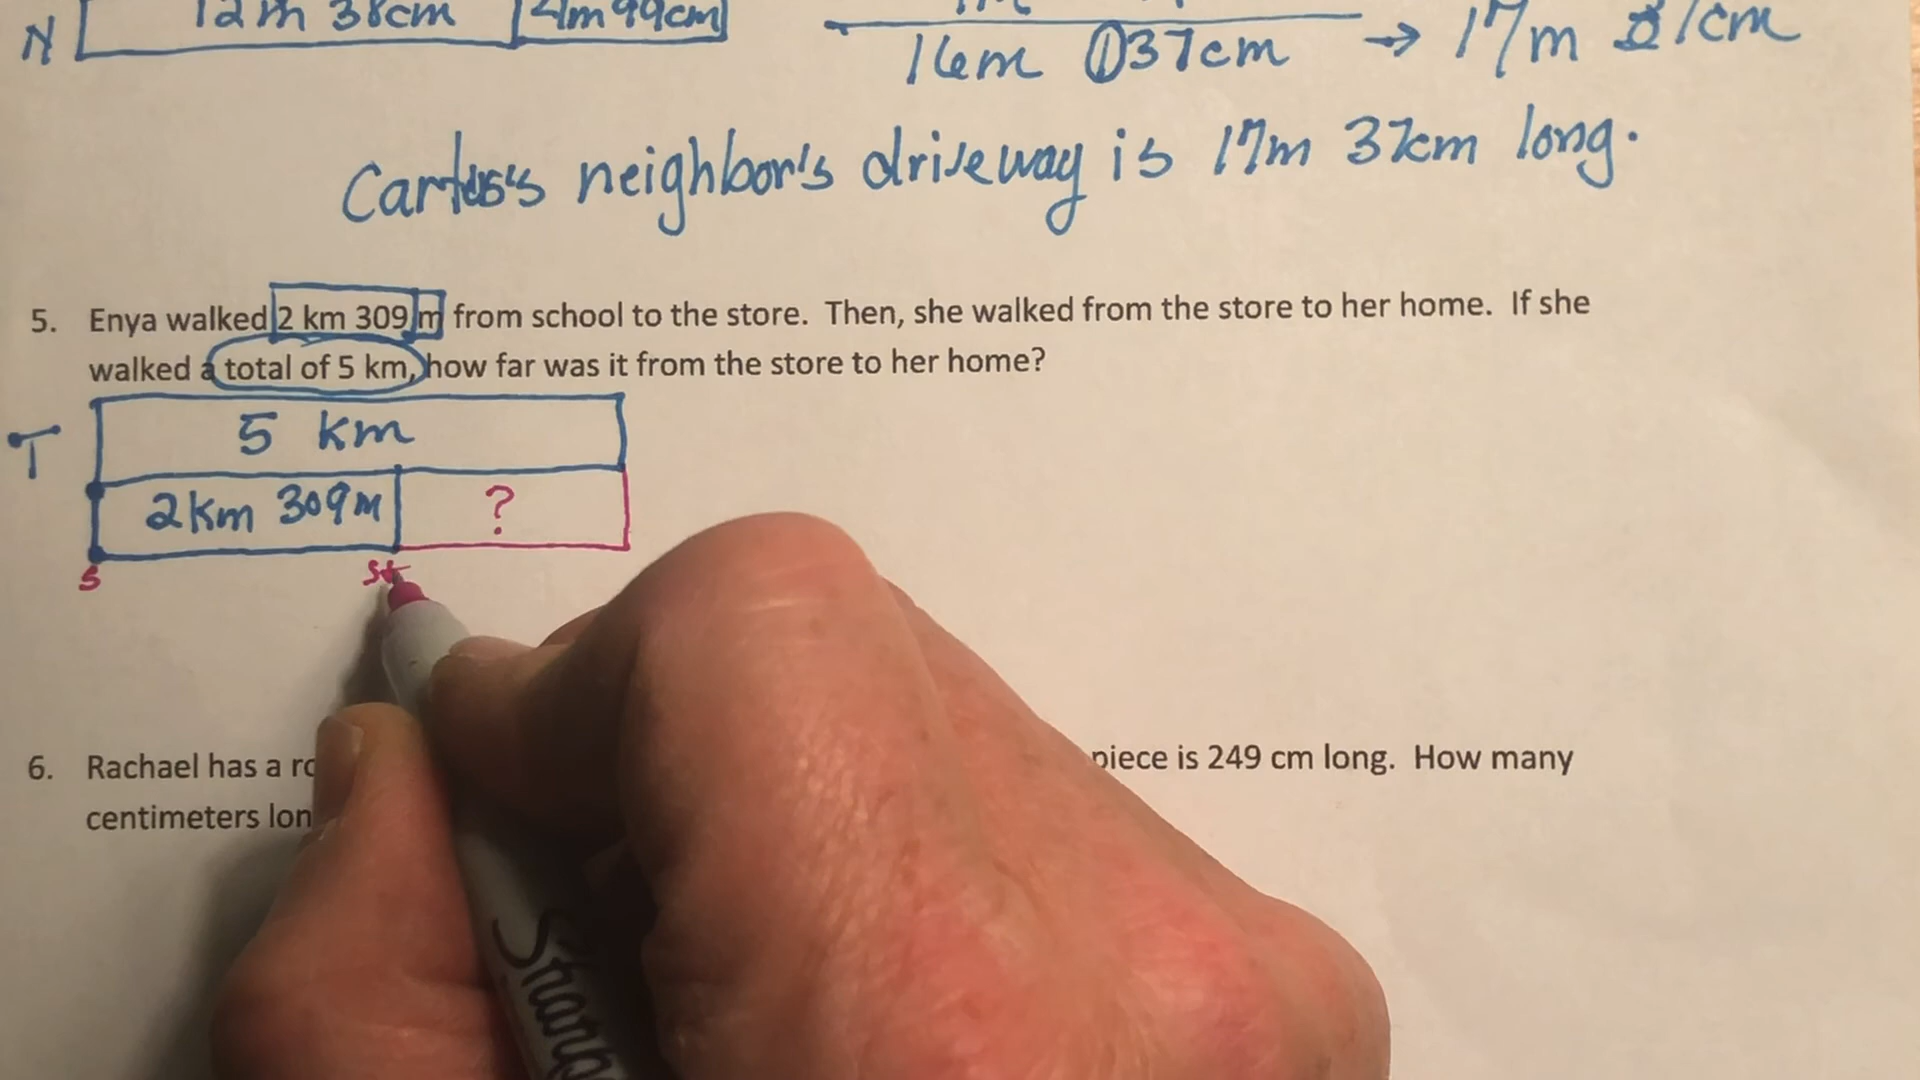 N 12m 38cm 4m 99cm
16m 137cm → 17m 37cm
Carlos's neighbor's driveway is 17m 37cm long.
5. Enya walked 2 km 309 m from school to the store. Then, she walked from the store to her home. If she
walked a total of 5 km, how far was it from the store to her home?
T 5 km
2km 309m ?
S st
6. Rachael has a piece is 249 cm long. How many
centimeters
Sharp